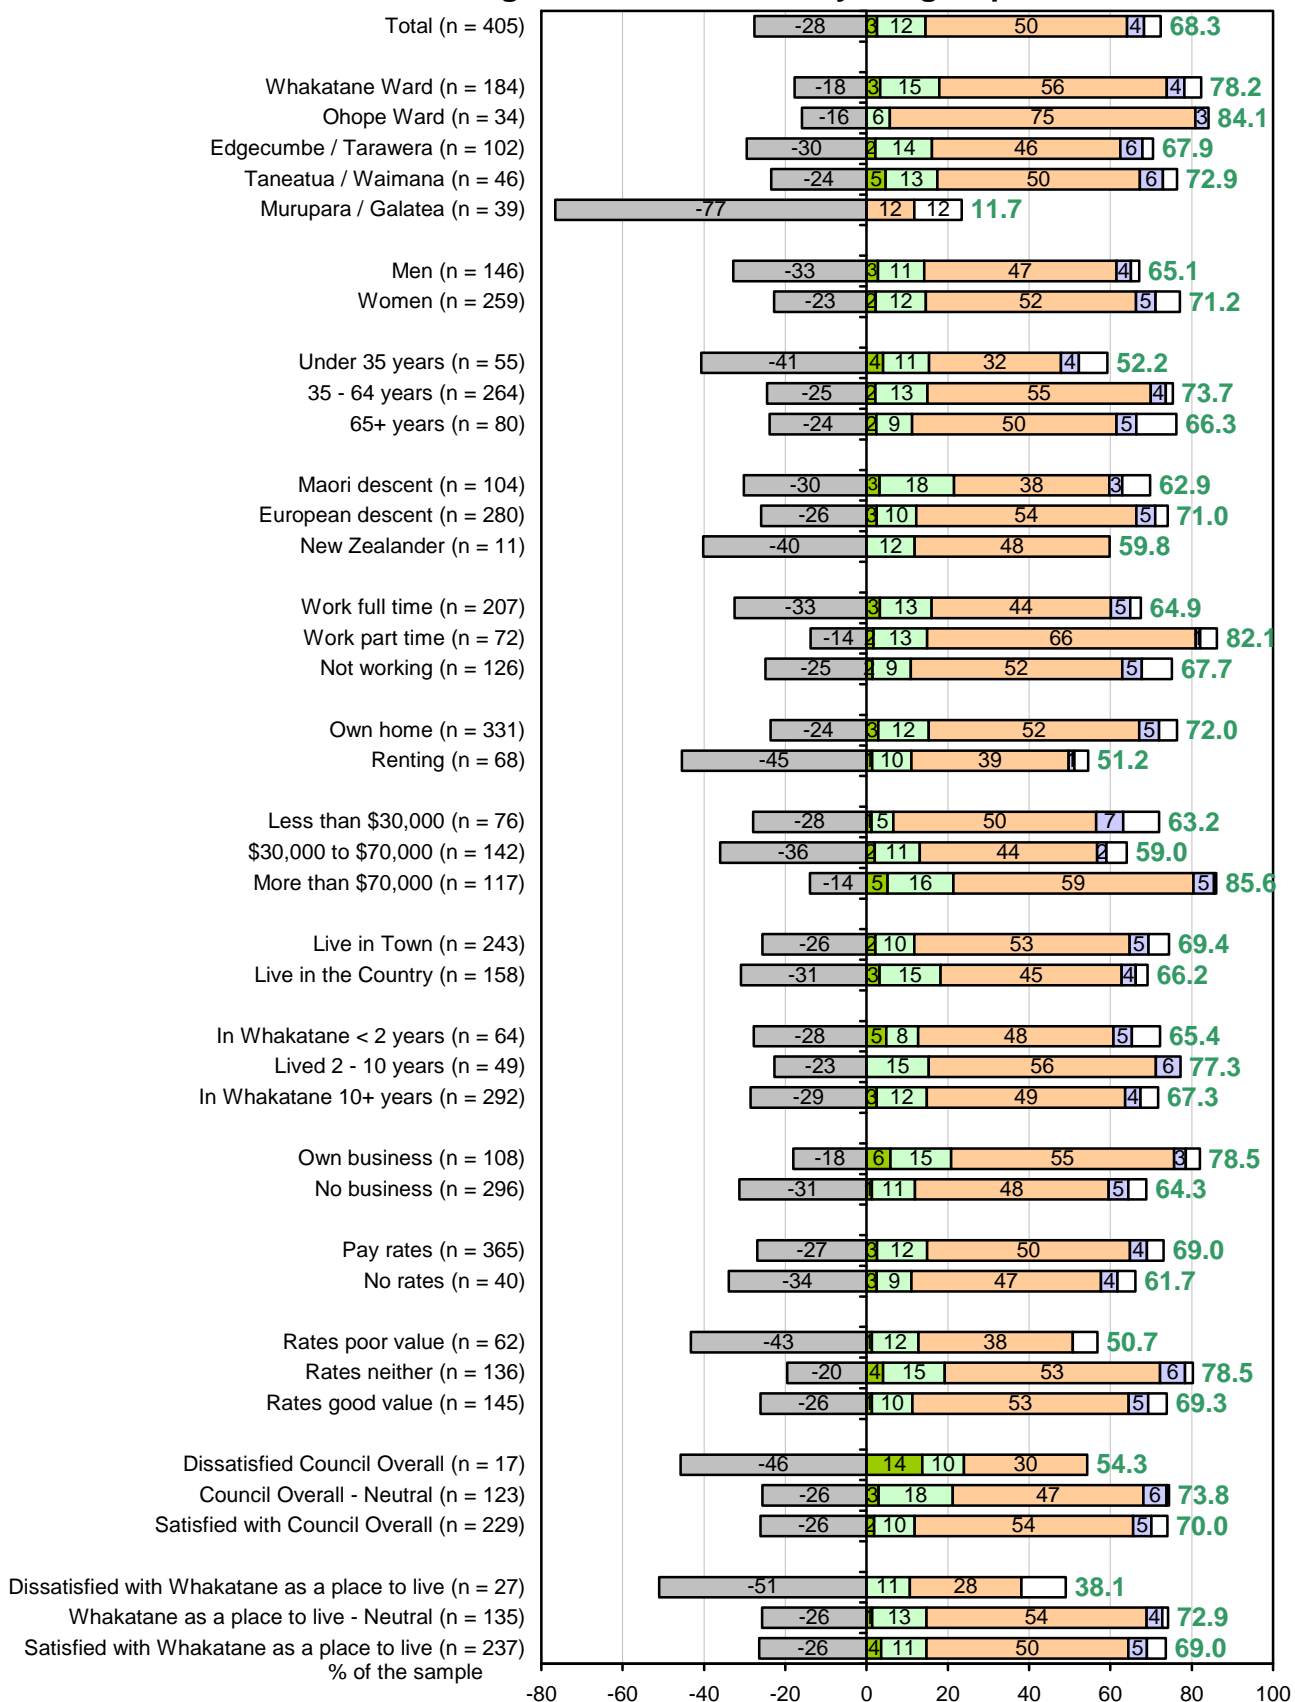 Total (n = 405) -28 3 12 50 4 68.3
Whakatane Ward (n = 184) -18 3 15 56 4 78.2
Ohope Ward (n = 34) -16 6 75 3 84.1
Edgecumbe / Tarawera (n = 102) -30 2 14 46 6 67.9
Taneatua / Waimana (n = 46) -24 5 13 50 6 72.9
Murupara / Galatea (n = 39) -77 12 12 11.7
Men (n = 146) -33 3 11 47 4 65.1
Women (n = 259) -23 2 12 52 5 71.2
Under 35 years (n = 55) -41 4 11 32 4 52.2
35 - 64 years (n = 264) -25 2 13 55 4 73.7
65+ years (n = 80) -24 2 9 50 5 66.3
Maori descent (n = 104) -30 3 18 38 3 62.9
European descent (n = 280) -26 3 10 54 5 71.0
New Zealander (n = 11) -40 12 48 59.8
Work full time (n = 207) -33 3 13 44 5 64.9
Work part time (n = 72) -14 2 13 66 1 82.1
Not working (n = 126) -25 2 9 52 5 67.7
Own home (n = 331) -24 3 12 52 5 72.0
Renting (n = 68) -45 1 10 39 1 51.2
Less than $30,000 (n = 76) -28 1 5 50 7 63.2
$30,000 to $70,000 (n = 142) -36 2 11 44 2 59.0
More than $70,000 (n = 117) -14 5 16 59 5 85.6
Live in Town (n = 243) -26 2 10 53 5 69.4
Live in the Country (n = 158) -31 3 15 45 4 66.2
In Whakatane < 2 years (n = 64) -28 5 8 48 5 65.4
Lived 2 - 10 years (n = 49) -23 15 56 6 77.3
In Whakatane 10+ years (n = 292) -29 3 12 49 4 67.3
Own business (n = 108) -18 6 15 55 3 78.5
No business (n = 296) -31 1 11 48 5 64.3
Pay rates (n = 365) -27 3 12 50 4 69.0
No rates (n = 40) -34 3 9 47 4 61.7
Rates poor value (n = 62) -43 1 12 38 50.7
Rates neither (n = 136) -20 4 15 53 6 78.5
Rates good value (n = 145) -26 1 10 53 5 69.3
Dissatisfied Council Overall (n = 17) -46 14 10 30 54.3
Council Overall - Neutral (n = 123) -26 3 18 47 6 73.8
Satisfied with Council Overall (n = 229) -26 2 10 54 5 70.0
Dissatisfied with Whakatane as a place to live (n = 27) -51 11 28 38.1
Whakatane as a place to live - Neutral (n = 135) -26 1 13 54 4 72.9
Satisfied with Whakatane as a place to live (n = 237) -26 4 11 50 5 69.0
% of the sample
-80 -60 -40 -20 0 20 40 60 80 100